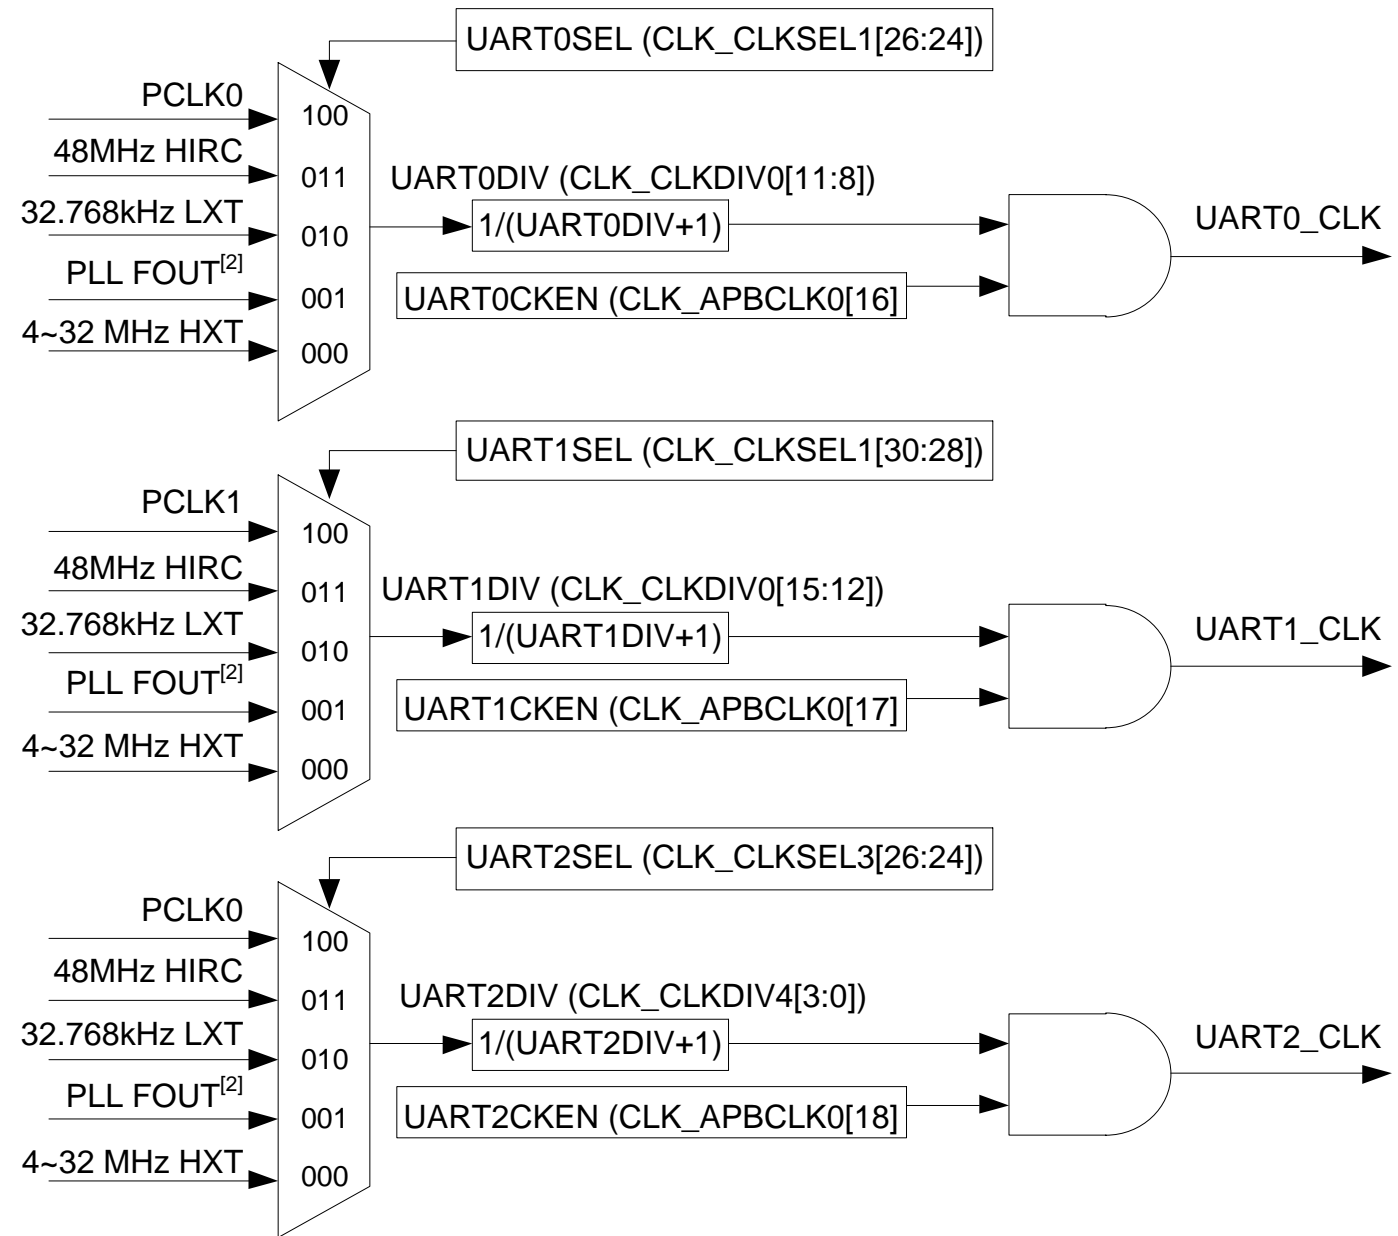 UART0SEL (CLK_CLKSEL1[26:24])
PCLK0
100
48MHz HIRC
011
UART0DIV (CLK_CLKDIV0[11:8])
32.768kHz LXT
010
1/(UART0DIV+1)
UART0_CLK
PLL FOUT[2]
001
UART0CKEN (CLK_APBCLK0[16]
4~32 MHz HXT
000
UART1SEL (CLK_CLKSEL1[30:28])
PCLK1
100
48MHz HIRC
011
UART1DIV (CLK_CLKDIV0[15:12])
32.768kHz LXT
010
1/(UART1DIV+1)
UART1_CLK
PLL FOUT[2]
001
UART1CKEN (CLK_APBCLK0[17]
4~32 MHz HXT
000
UART2SEL (CLK_CLKSEL3[26:24])
PCLK0
100
48MHz HIRC
011
UART2DIV (CLK_CLKDIV4[3:0])
32.768kHz LXT
010
1/(UART2DIV+1)
UART2_CLK
PLL FOUT[2]
001
UART2CKEN (CLK_APBCLK0[18]
4~32 MHz HXT
000